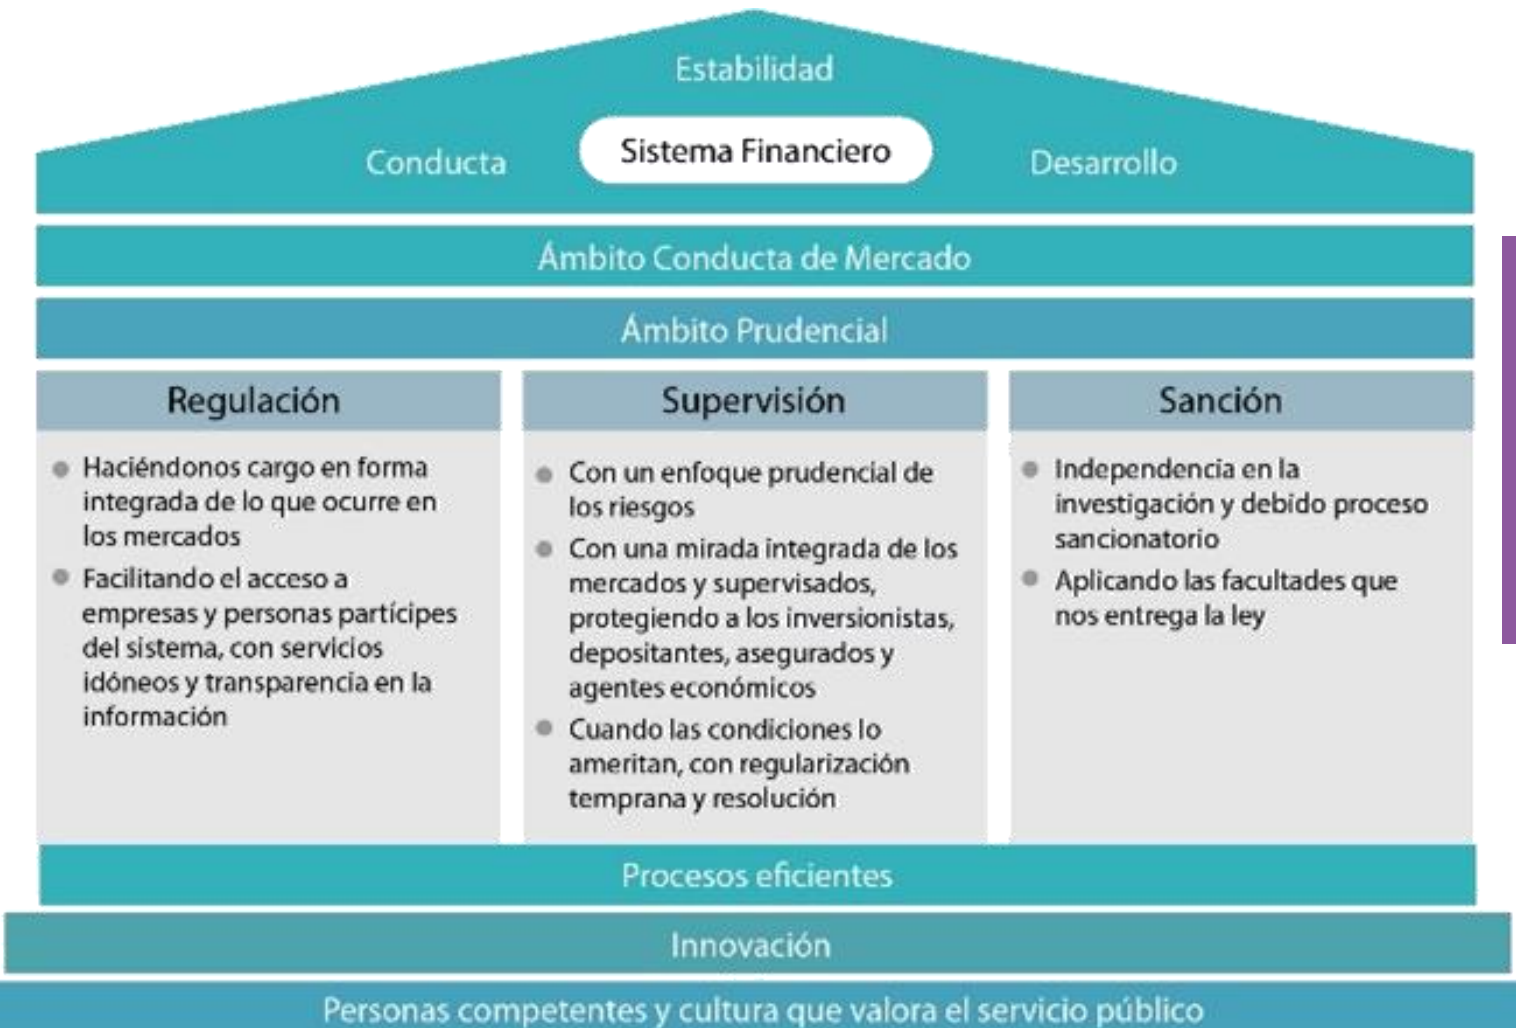 Estabilidad
Conducta
Sistema Financiero
Desarrollo
Ámbito Conducta de Mercado
Ámbito Prudencial
Regulación
Haciéndonos cargo en forma
integrada de lo que ocurre en
los mercados
Facilitando el acceso a
empresas y personas partícipes
del sistema, con servicios
idóneos y transparencia en la
información
Supervisión
Con un enfoque prudencial de
los riesgos
Con una mirada integrada de los
mercados y supervisados,
protegiendo a los inversionistas,
depositantes, asegurados y
agentes económicos
Cuando las condiciones lo
ameritan, con regularización
temprana y resolución
Sanción
Independencia en la
investigación y debido proceso
sancionatorio
Aplicando las facultades que
nos entrega la ley
Procesos eficientes
Innovación
Personas competentes y cultura que valora el servicio público